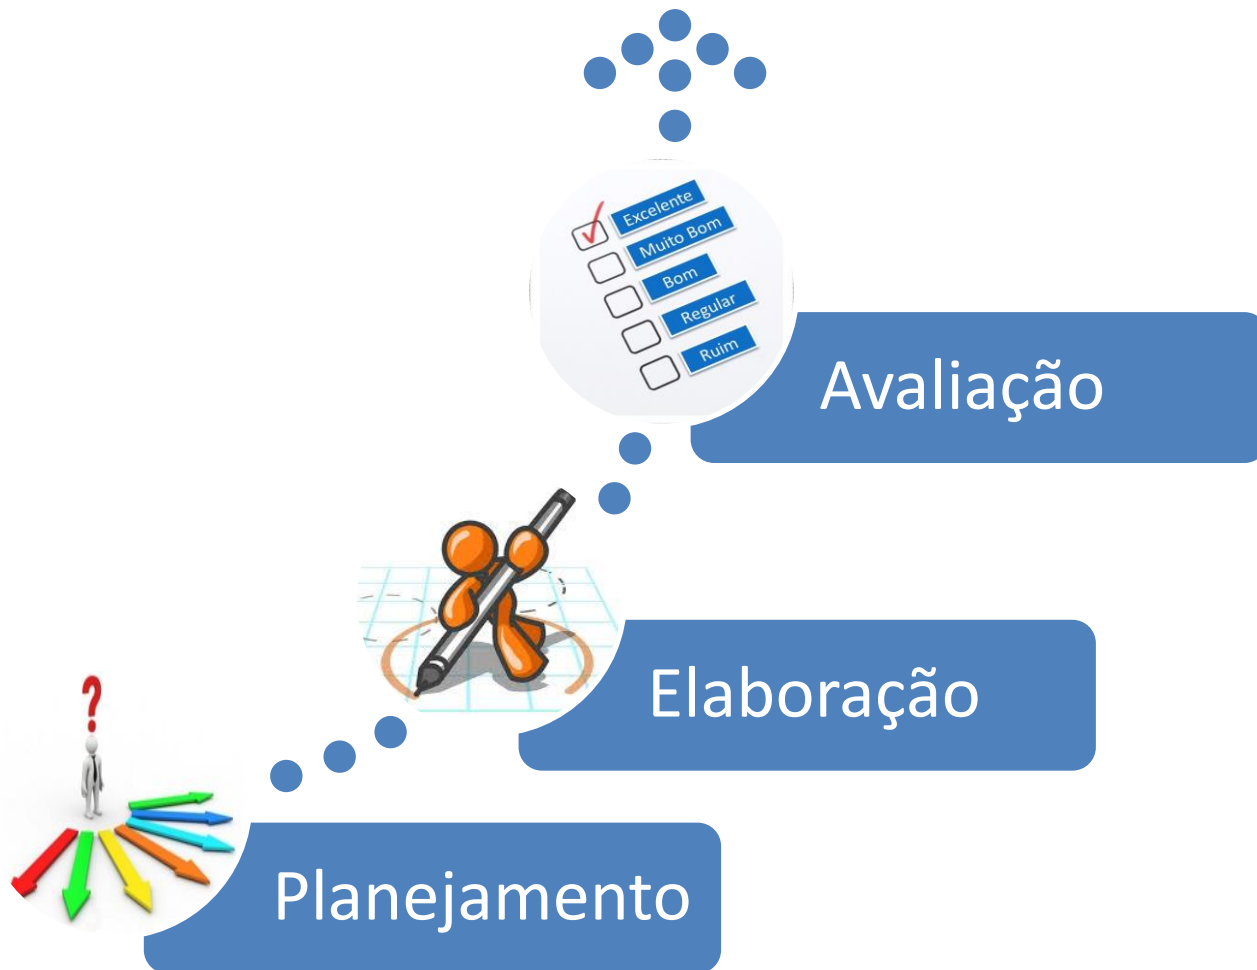 Excelente
Muito Bom
Bom
Regular
Ruim
Avaliação
Elaboração
?
Planejamento